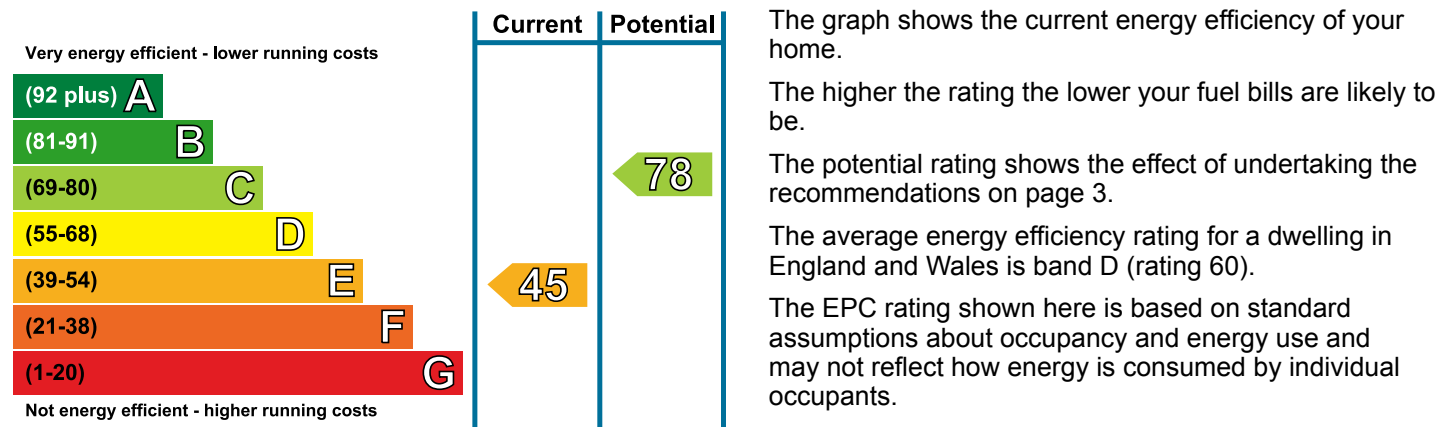 Current Potential
Very energy efficient - lower running costs
(92 plus) A
(81-91) B
(69-80) C
78
(55-68) D
(39-54) E
45
(21-38) F
(1-20) G
Not energy efficient - higher running costs
The graph shows the current energy efficiency of your
home.
The higher the rating the lower your fuel bills are likely to
be.
The potential rating shows the effect of undertaking the
recommendations on page 3.
The average energy efficiency rating for a dwelling in
England and Wales is band D (rating 60).
The EPC rating shown here is based on standard
assumptions about occupancy and energy use and
may not reflect how energy is consumed by individual
occupants.